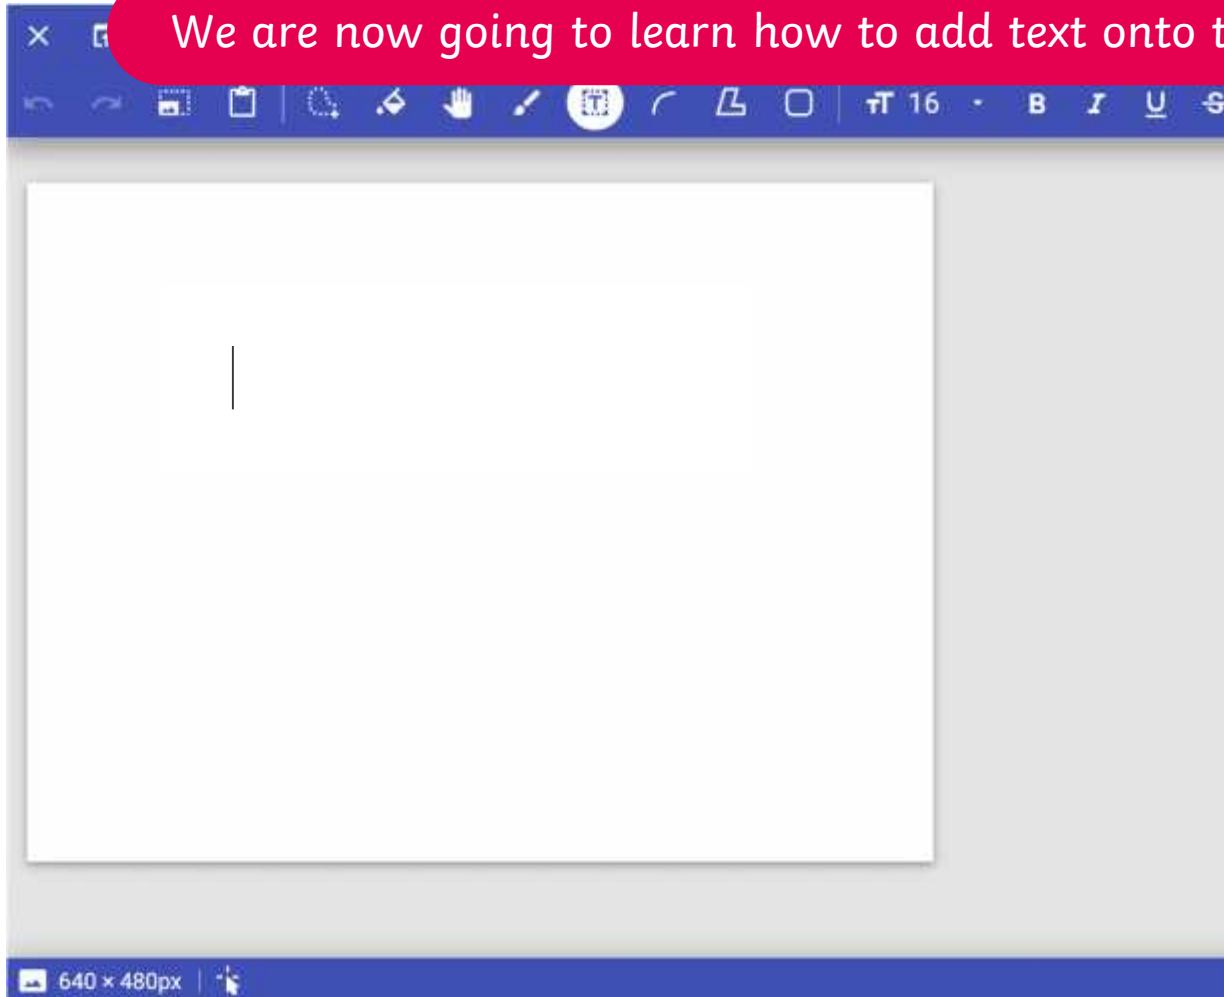 We are now going to learn how to add text onto t
16 B I U S
640 × 480px